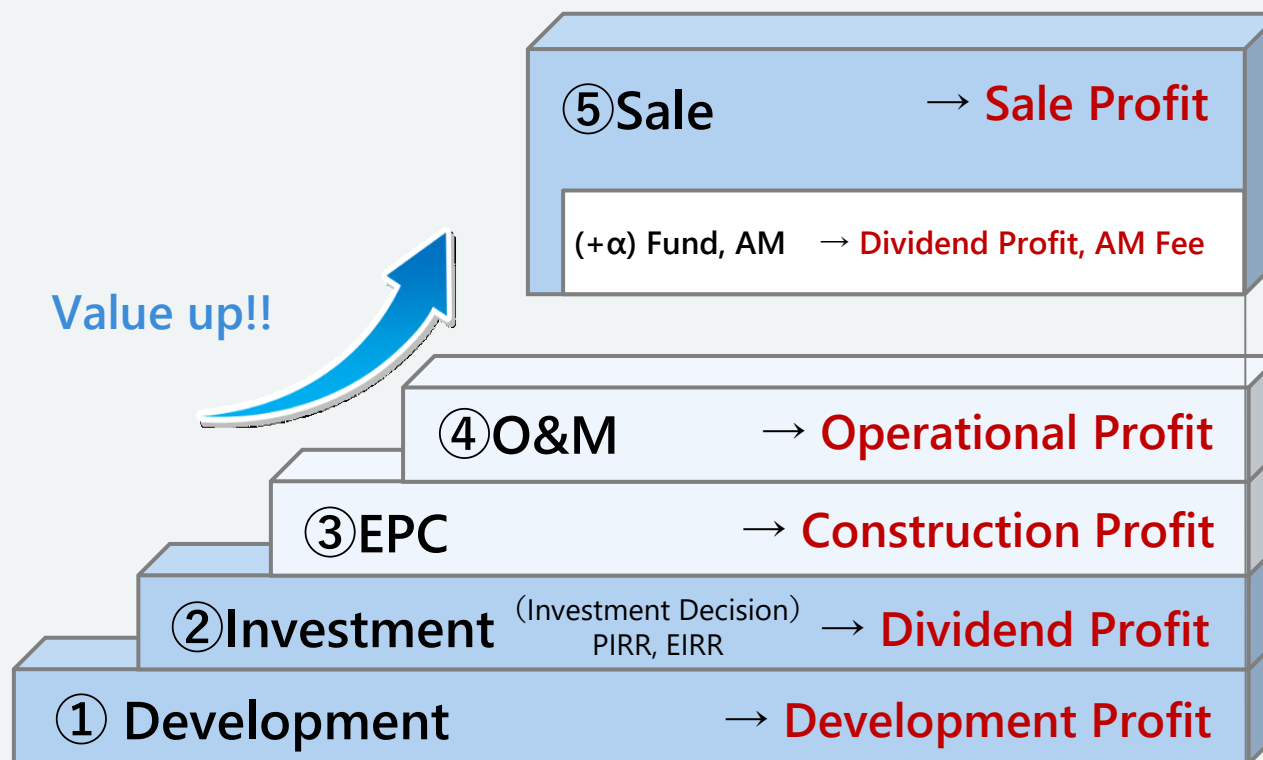 ⑤Sale → Sale Profit
(+α) Fund, AM → Dividend Profit, AM Fee
Value up!!
④O&M → Operational Profit
③EPC → Construction Profit
②Investment （Investment Decision） PIRR, EIRR → Dividend Profit
① Development → Development Profit